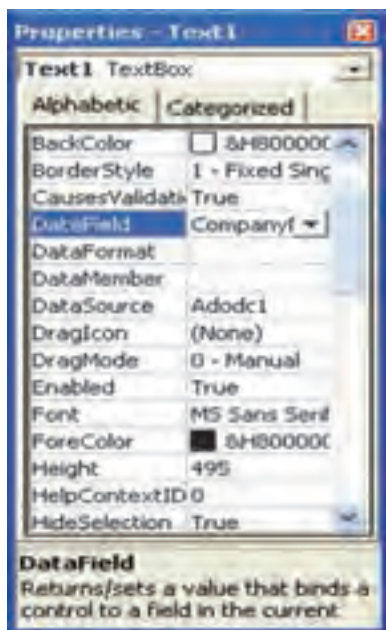 Properties - Text1
Text1 TextBox
Alphabetic Categorized
BackColor &H800000
BorderStyle 1 - Fixed Sing
CausesValidati True
DataField Companyf
DataFormat
DataMember
DataSource Adodc1
DragIcon (None)
DragMode 0 - Manual
Enabled True
Font MS Sans Serif
ForeColor &H800000
Height 495
HelpContextID 0
HideSelection True
DataField
Returns/sets a value that binds a
control to a field in the current